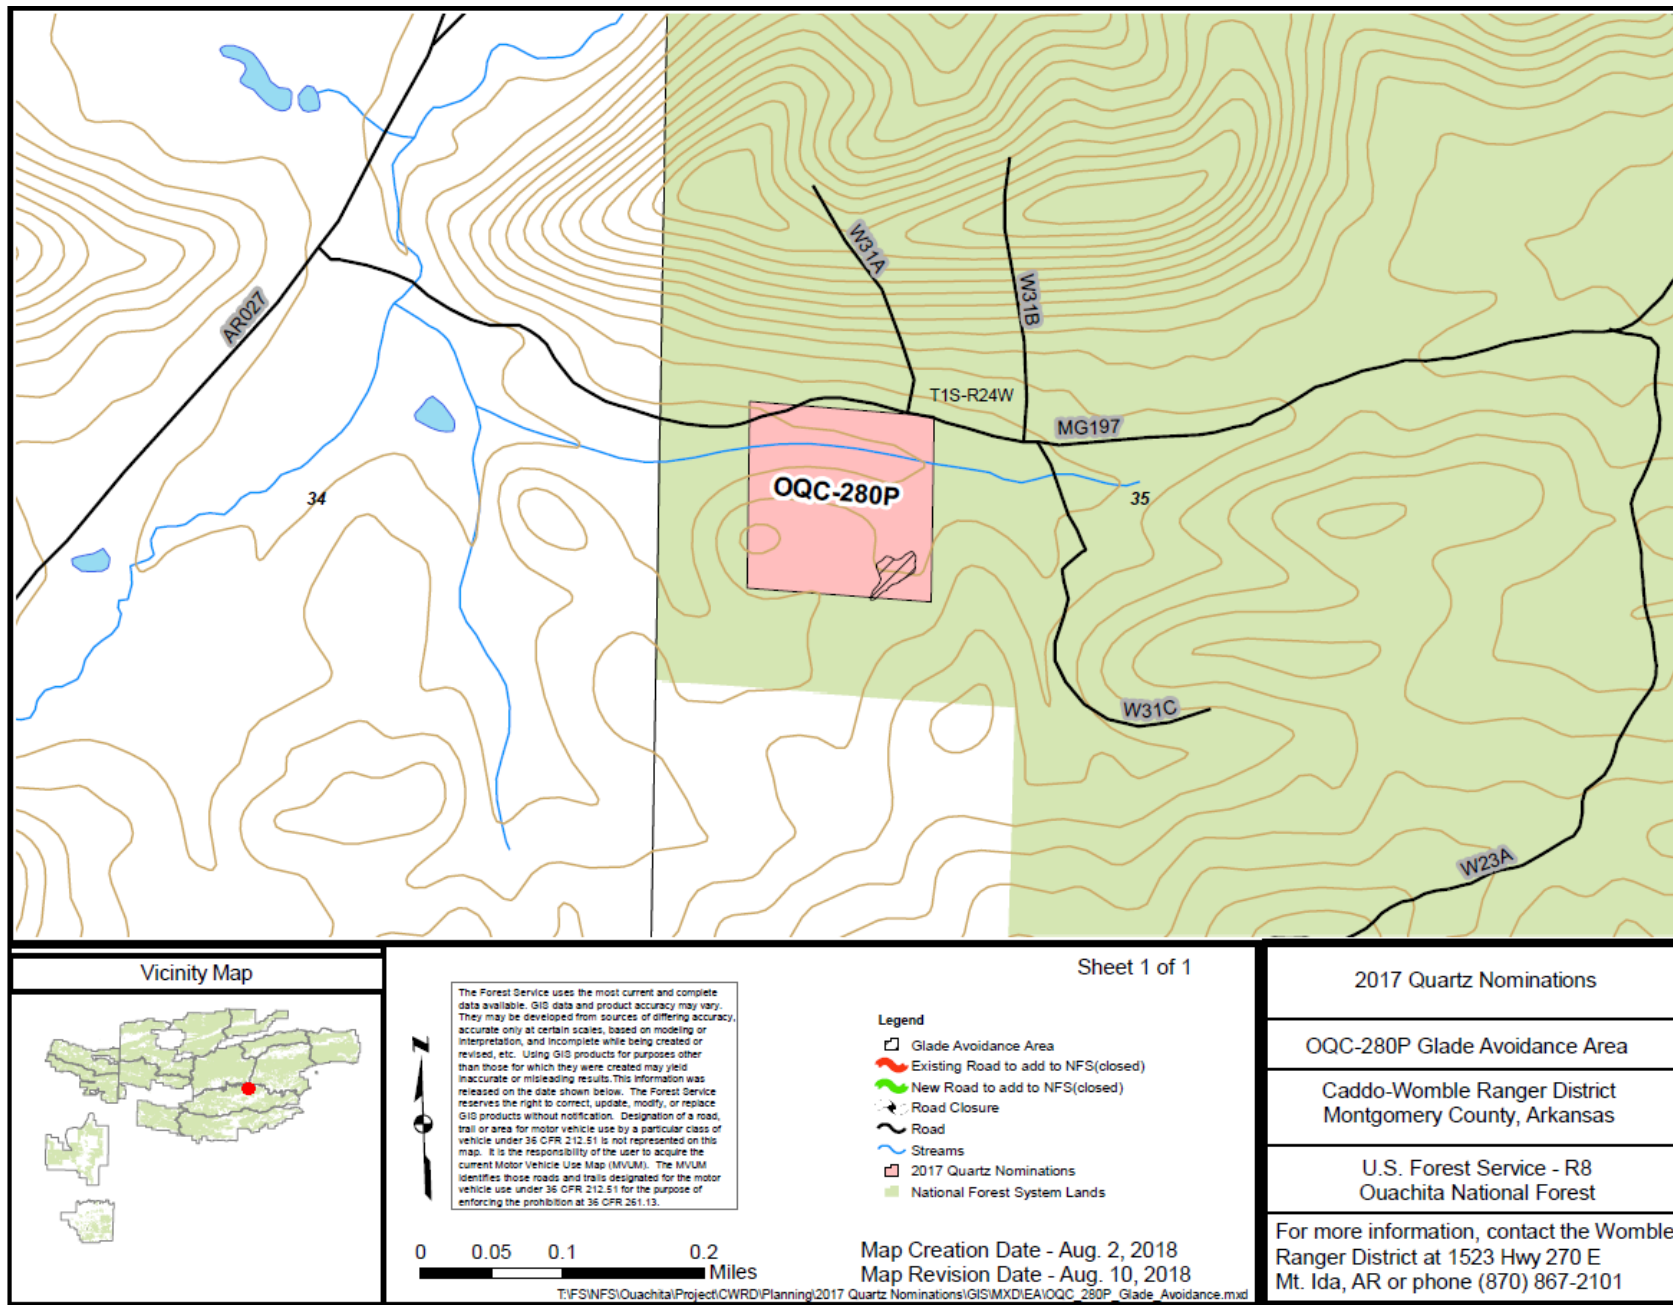 W31A
W31B
AR027
T1S-R24W
MG197
OQC-280P
34
35
W31C
W23A
Vicinity Map
The Forest Service uses the most current and complete
data available. GIS data and product accuracy may vary.
They may be developed from sources of differing accuracy,
accurate only at certain scales, based on modeling or
interpretation, and incomplete while being created or
revised, etc. Using GIS products for purposes other
than those for which they were created may yield
inaccurate or misleading results.This information was
released on the date shown below. The Forest Service
reserves the right to correct, update, modify, or replace
GIS products without notification. Designation of a road,
trail or area for motor vehicle use by a particular class of
vehicle under 36 CFR 212.51 is not represented on this
map. It is the responsibility of the user to acquire the
current Motor Vehicle Use Map (MVUM). The MVUM
identifies those roads and trails designated for the motor
vehicle use under 36 CFR 212.51 for the purpose of
enforcing the prohibition at 36 CFR 261.13.
N
0 0.05 0.1 0.2
Miles
Sheet 1 of 1
Legend
Glade Avoidance Area
Existing Road to add to NFS(closed)
New Road to add to NFS(closed)
Road Closure
Road
Streams
2017 Quartz Nominations
National Forest System Lands
Map Creation Date - Aug. 2, 2018
Map Revision Date - Aug. 10, 2018
T:\FS\NFS\Ouachita\Project\CWRD\Planning\2017 Quartz Nominations\GIS\MXD\EA\OQC_280P_Glade_Avoidance.mxd
2017 Quartz Nominations
OQC-280P Glade Avoidance Area
Caddo-Womble Ranger District
Montgomery County, Arkansas
U.S. Forest Service - R8
Ouachita National Forest
For more information, contact the Womble
Ranger District at 1523 Hwy 270 E
Mt. Ida, AR or phone (870) 867-2101